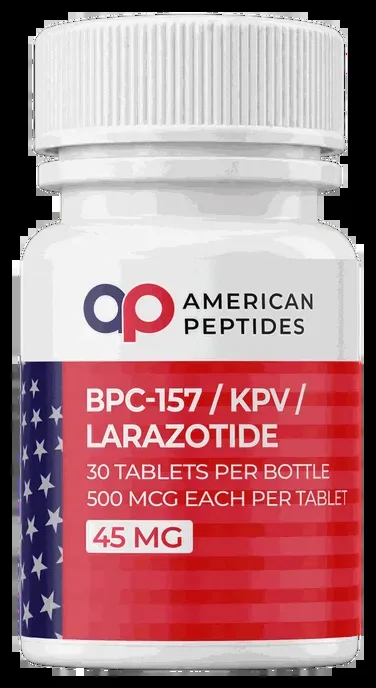 ap AMERICAN
PEPTIDES
BPC-157 / KPV /
LARAZOTIDE
30 TABLETS PER BOTTLE
500 MCG EACH PER TABLET
45 MG